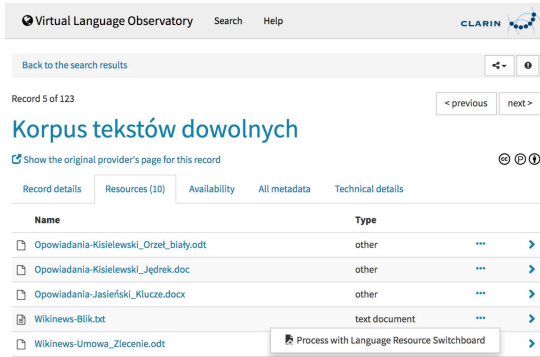 Virtual Language Observatory Search Help CLARIN
Back to the search results
Record 5 of 123 < previous next >
Korpus tekstów dowolnych
Show the original provider's page for this record
Record details Resources (10) Availability All metadata Technical details
Name Type
Opowiadania-Kisielewski_Orzeł_biały.odt other
Opowiadania-Kisielewski_Jędrek.doc other
Opowiadania-Jasieński_Klucze.docx other
Wikinews-Blik.txt text document
Process with Language Resource Switchboard
Wikinews-Umowa_Zlecenie.odt